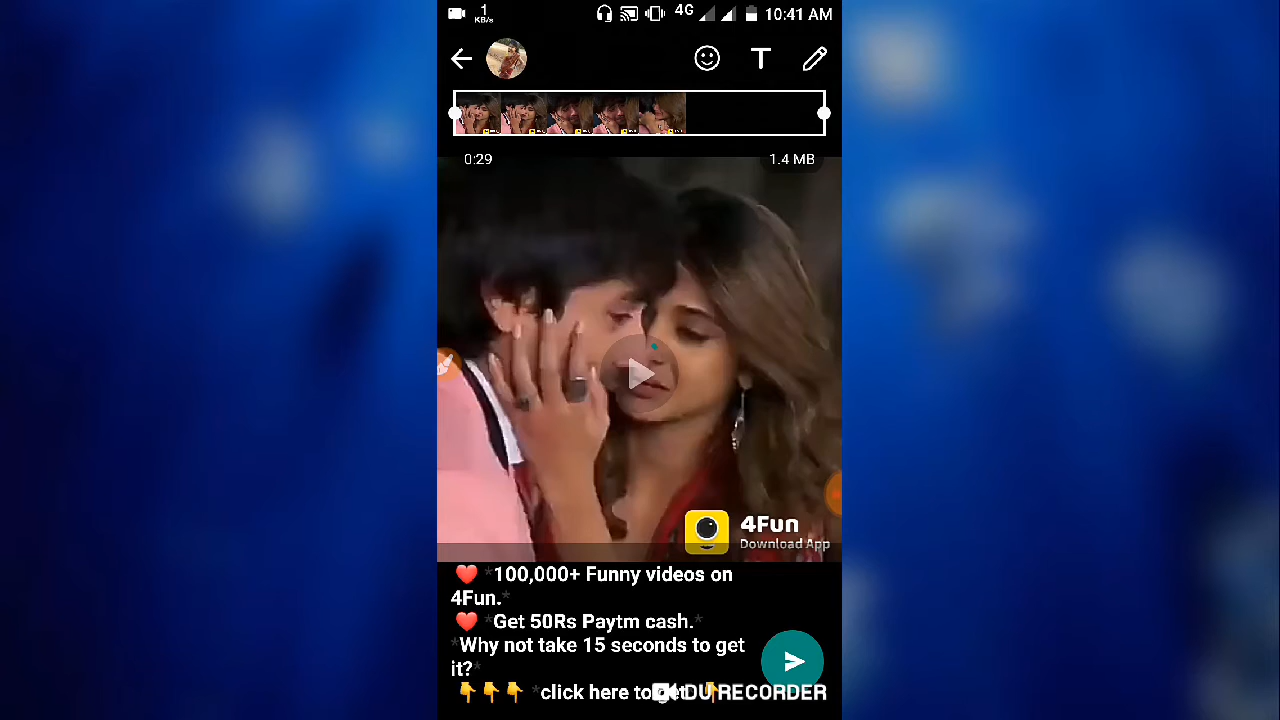 1
KB/s
4G
10:41 AM
T
0:29
1.4 MB
4Fun
Download App
❤️ *100,000+ Funny videos on
4Fun.*
❤️ *Get 50Rs Paytm cash.*
*Why not take 15 seconds to get
it?*
👇👇👇 *click here to get. 👇
DU RECORDER